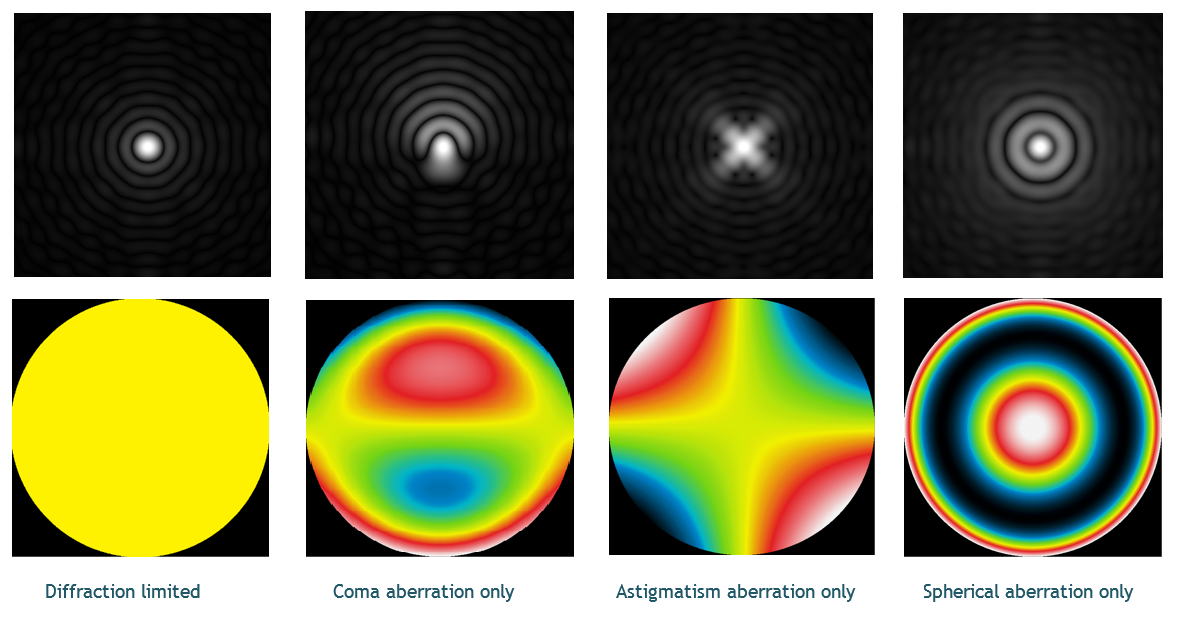 Diffraction limited
Coma aberration only
Astigmatism aberration only
Spherical aberration only